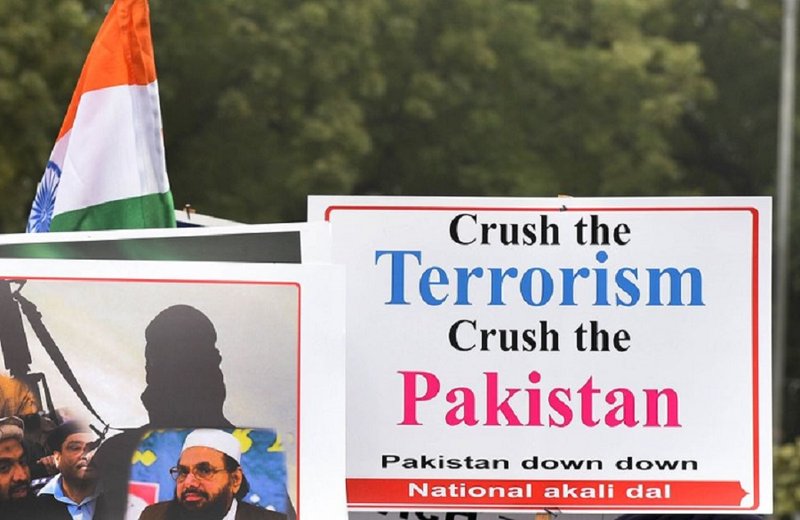 Crush the
Terrorism
Crush the
Pakistan
Pakistan down down
National akali dal